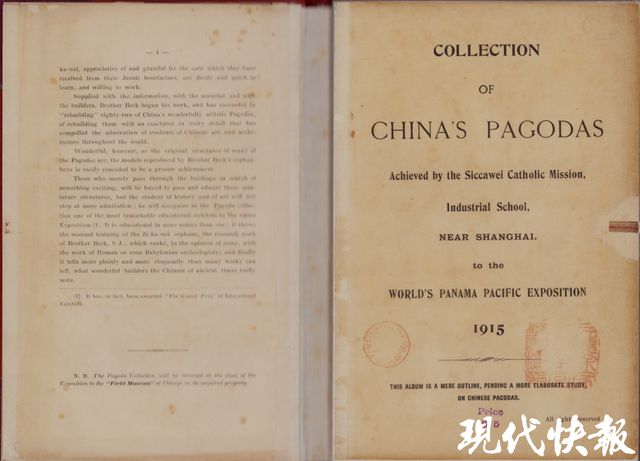 — 4 —
ka-wei, appreciative of and grateful for the care which they have
received from their Jesuit benefactors, are docile and quick to
learn, and willing to work.
Supplied with the information, with the material and with
the builders, Brother Beck began his work, and has succeeded in
"rebuilding" eighty-two of China's wonderfully artistic Pagodas,
of rebuilding them with an exactness in every detail that has
compelled the admiration of students of Chinese art and archi-
tecture throughout the world.
Wonderful, however, as the original structures of many of
the Pagodas are, the models reproduced by Brother Beck's orphan
boys is easily conceded to be a greater achievement.
Those who merely pass through the buildings in search of
something exciting, will be forced to pass and admire these min-
iature structures, but the student of history and of art will not
stop at mere admiration; he will recognize in the Pagoda collec-
tion one of the most remarkable educational exhibits in the entire
Exposition [1]. It is educational in more senses than one; it shows
the manual training of the Zi-ka-wei orphans, the research work
of Brother Beck, S. J., which ranks, in the opinion of some, with
the work of Roman or even Babylonian archeologists; and finally
it tells more plainly and more eloquently than many books can
tell, what wonderful builders the Chinese of ancient times really
were.
[1] It has, in fact, been awarded "The Grand Prix" of Educational
Exhibits.
N. B. The Pagoda Collection will be removed at the close of the
Exposition to the "Field Museum" of Chicago as its acquired property.
COLLECTION
OF
CHINA'S PAGODAS
Achieved by the Siccawei Catholic Mission,
Industrial School,
NEAR SHANGHAI.
to the
WORLD'S PANAMA PACIFIC EXPOSITION
1915
THIS ALBUM IS A MERE OUTLINE, PENDING A MORE ELABORATE STUDY,
ON CHINESE PAGODAS.
Price
All rights reserved
現代快報